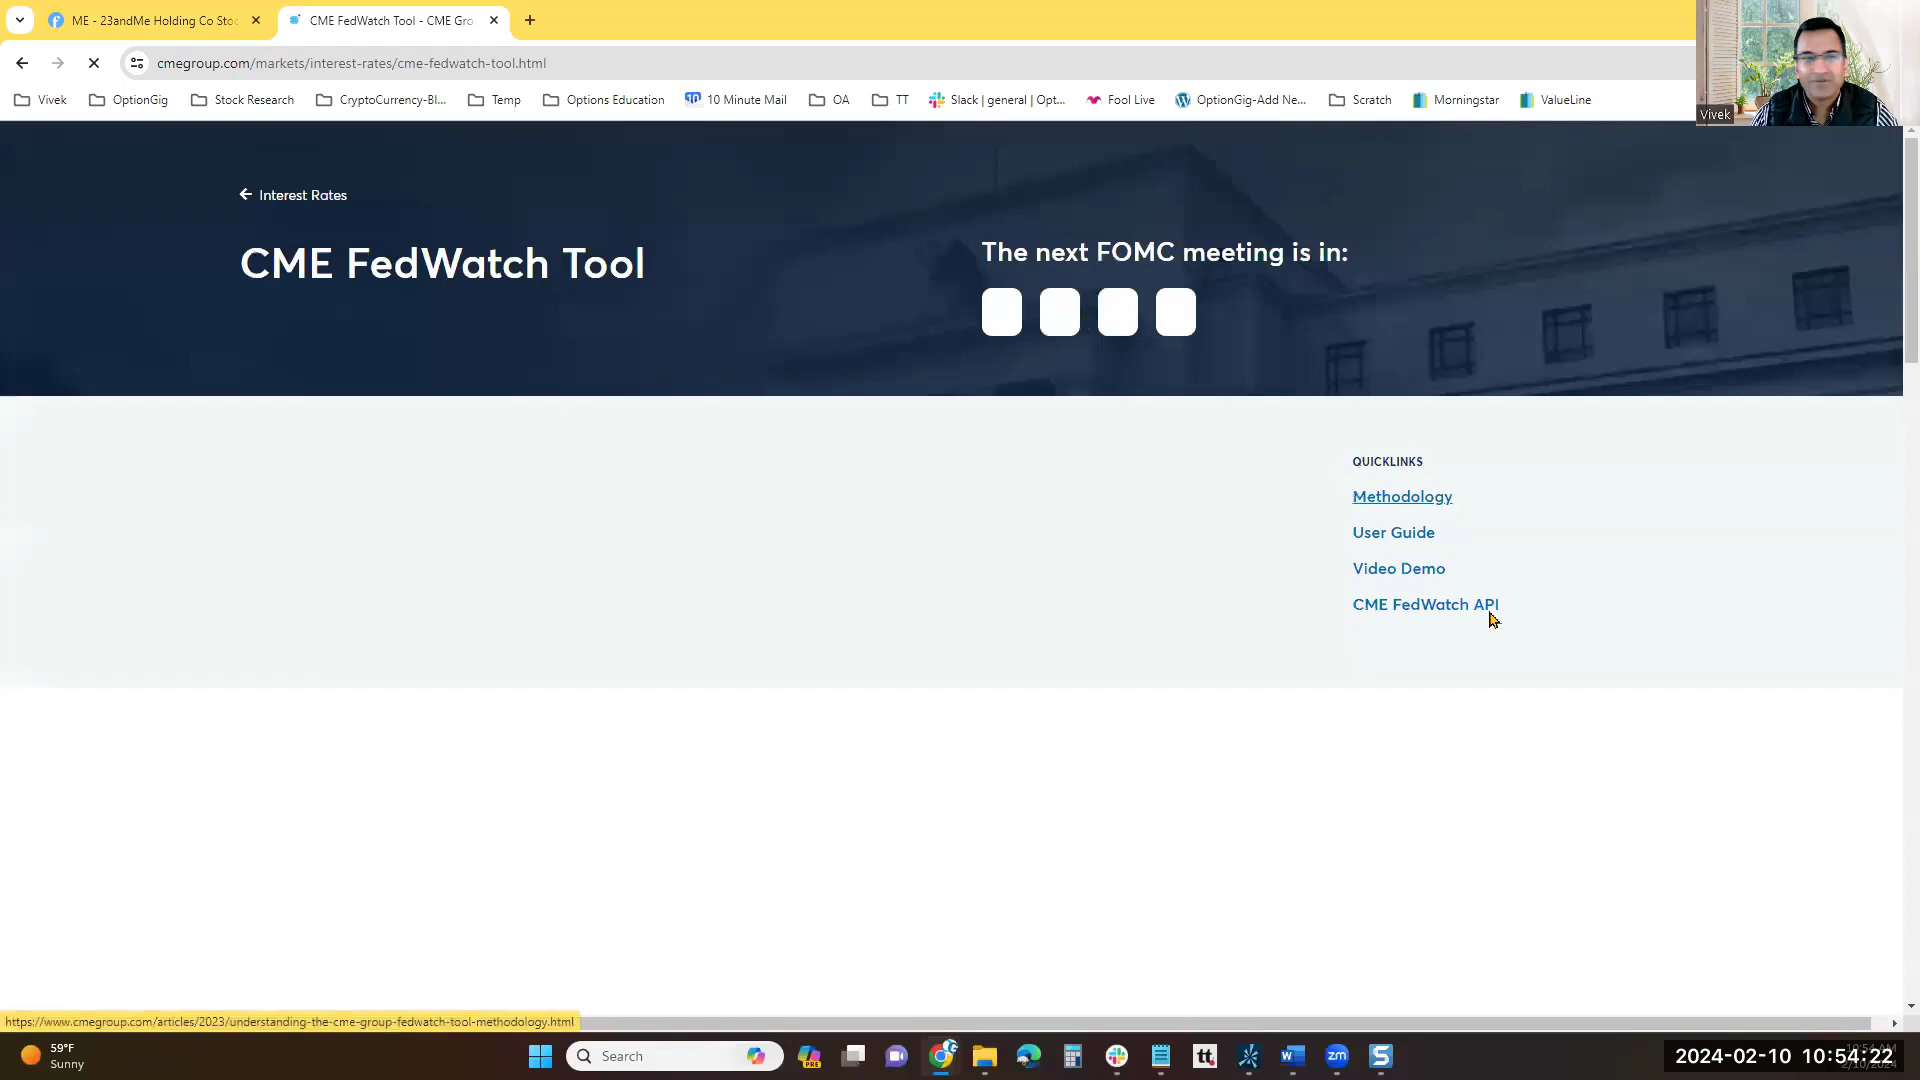 ME - 23andMe Holding Co Stoc
CME FedWatch Tool - CME Gro
cmegroup.com/markets/interest-rates/cme-fedwatch-tool.html
Vivek
OptionGig
Stock Research
CryptoCurrency-Bl...
Temp
Options Education
10 Minute Mail
OA
TT
Slack | general | Opt...
Fool Live
OptionGig-Add Ne...
Scratch
Morningstar
ValueLine
Vivek
Interest Rates
CME FedWatch Tool
The next FOMC meeting is in:
QUICKLINKS
Methodology
User Guide
Video Demo
CME FedWatch API
https://www.cmegroup.com/articles/2023/understanding-the-cme-group-fedwatch-tool-methodology.html
59°F
Sunny
Search
PRE
tt
W
zm
S
2024-02-10 10:54:22